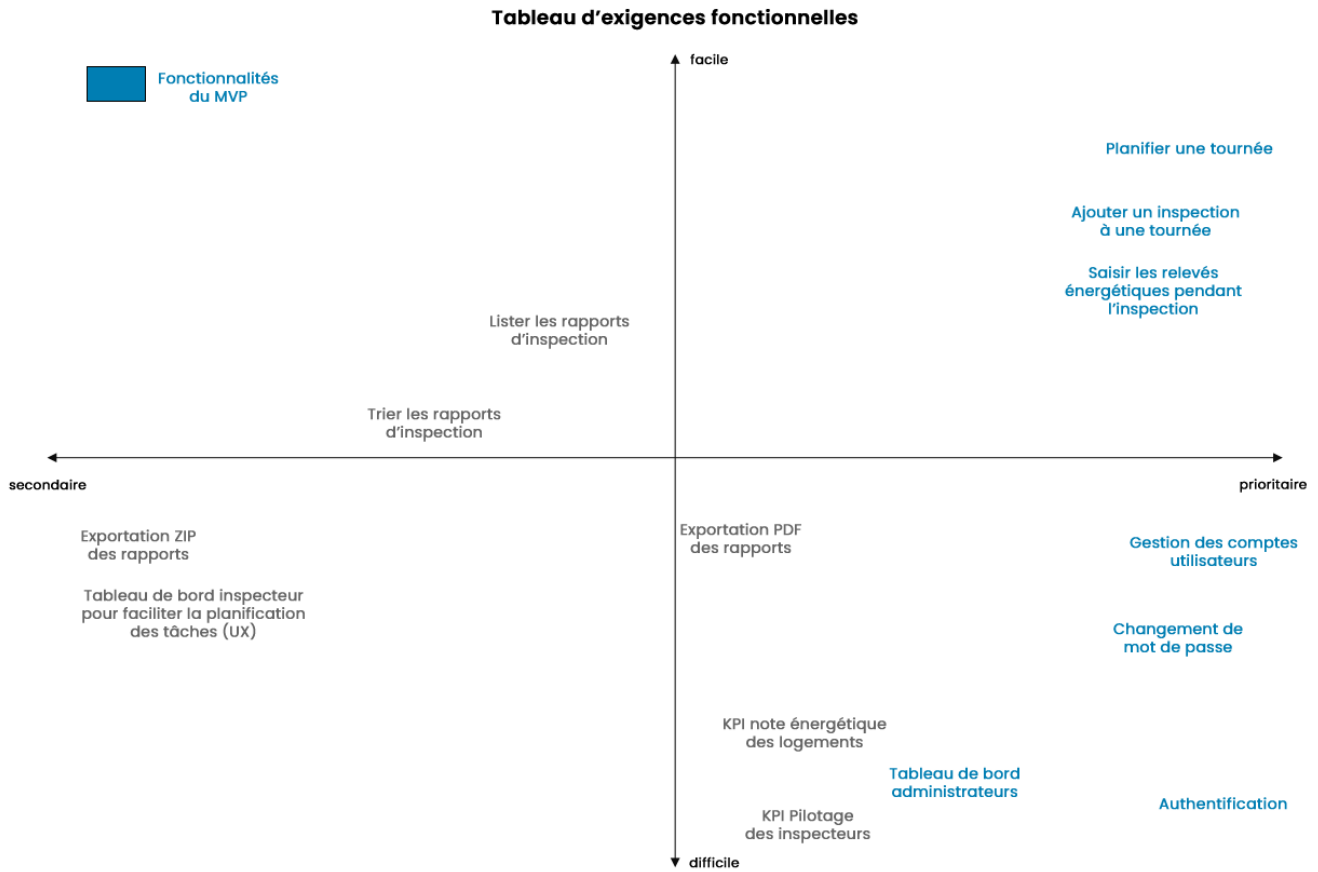 Tableau d’exigences fonctionnelles
facile
Fonctionnalités
du MVP
Planifier une tournée
Ajouter un inspection
à une tournée
Saisir les relevés
énergétiques pendant
l’inspection
Lister les rapports
d’inspection
Trier les rapports
d’inspection
secondaire
prioritaire
Exportation ZIP
des rapports
Exportation PDF
des rapports
Gestion des comptes
utilisateurs
Tableau de bord inspecteur
pour faciliter la planification
des tâches (UX)
Changement de
mot de passe
KPI note énergétique
des logements
Tableau de bord
administrateurs
Authentification
KPI Pilotage
des inspecteurs
difficile